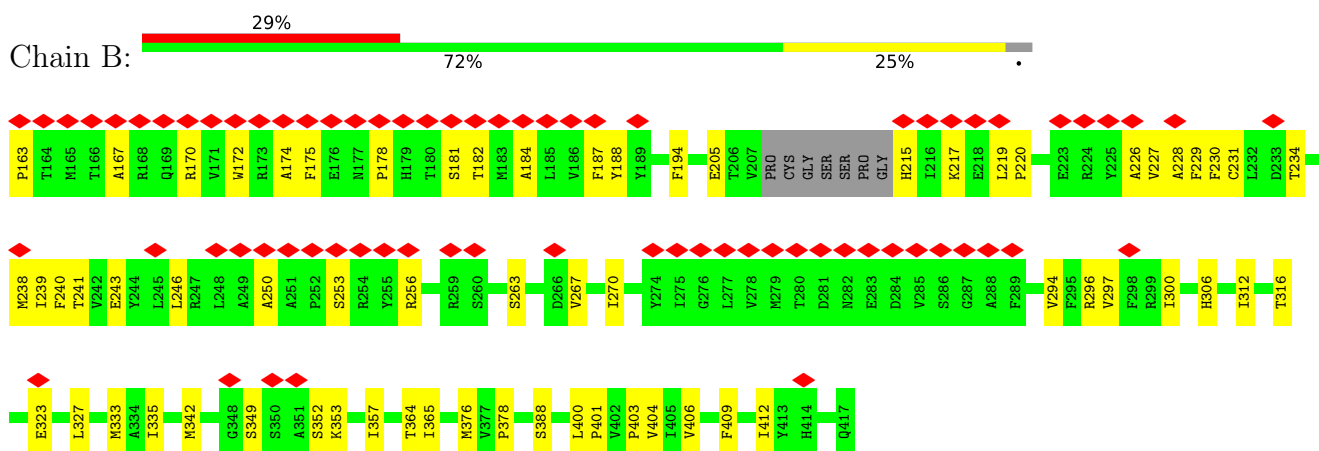 29%
Chain B:
72% 25% •
P163 T164 M165 T166 A167 R168 Q169 R170 V171 W172 R173 A174 F175 E176 N177 P178 H179 T180 S181 T182 M183 A184 L185 V186 F187 Y188 Y189 F194 E205 T206 V207 PRO CYS GLY SER SER PRO GLY H215 I216 K217 E218 L219 P220 E223 R224 Y225 A226 V227 A228 F229 F230 C231 L232 D233 T234
M238 I239 F240 T241 V242 E243 Y244 L245 L246 R247 L248 A249 A250 A251 P252 S253 R254 Y255 R256 R259 S260 S263 D266 V267 I270 Y274 I275 G276 L277 V278 M279 T280 D281 N282 E283 D284 V285 S286 G287 A288 F289 V294 F295 R296 V297 F298 R299 I300 H306 I312 T316
E323 L327 M333 A334 I335 M342 G348 S349 S350 A351 S352 K353 I357 T364 I365 M376 V377 P378 S388 L400 P401 V402 P403 V404 I405 V406 F409 I412 Y413 H414 Q417